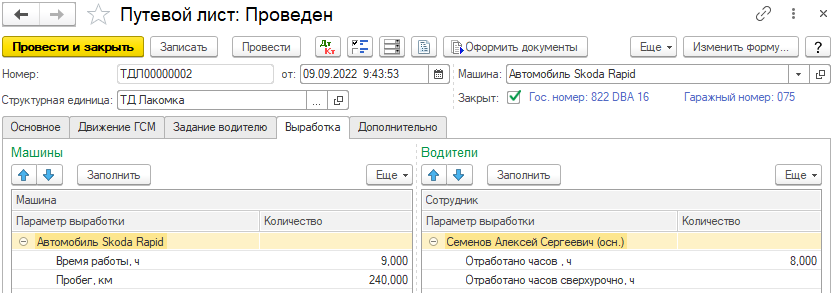 Путевой лист: Проведен
Провести и закрыть Записать Провести Дт Кт Оформить документы Еще Изменить форму... ?
Номер: ТДЛ00000002 от: 09.09.2022 9:43:53 Машина: Автомобиль Skoda Rapid
Структурная единица: ТД Лакомка ... Закрыт: Гос. номер: 822 DBA 16 Гаражный номер: 075
Основное Движение ГСМ Задание водителю Выработка Дополнительно
Машины Водители
Заполнить Еще Заполнить Еще
Машина Сотрудник
Параметр выработки Количество Параметр выработки Количество
Автомобиль Skoda Rapid Семенов Алексей Сергеевич (осн.)
Время работы, ч 9,000 Отработано часов , ч 8,000
Пробег, км 240,000 Отработано часов сверхурочно, ч